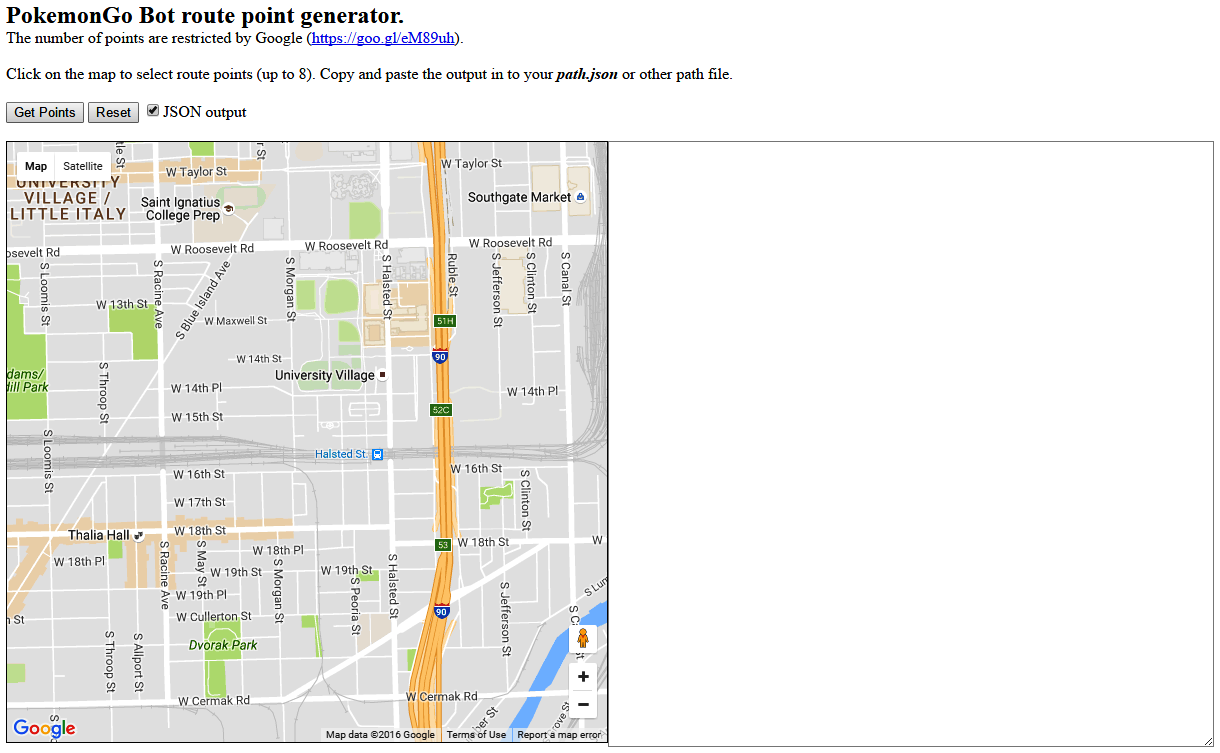 PokemonGo Bot route point generator.
The number of points are restricted by Google (https://goo.gl/eM89uh).
Click on the map to select route points (up to 8). Copy and paste the output in to your path.json or other path file.
Get Points Reset JSON output
Map Satellite
W Taylor St
W Taylor St
UNIVERSITY
VILLAGE /
LITTLE ITALY
Saint Ignatius
College Prep
Southgate Market
W Roosevelt Rd
W Roosevelt Rd
W Roosevelt Rd
osevelt Rd
S Loomis St
S Racine Ave
S Blue Island Ave
S Morgan St
S Halsted St
Ruble St
S Jefferson St
S Clinton St
S Canal St
W 13th St
W Maxwell St
51H
90
W 14th St
University Village
dams/
dill Park
S Throop St
W 14th Pl
W 14th Pl
52C
W 15th St
S Loomis St
Halsted St.
W 16th St
W 16th St
S Clinton St
W 17th St
Thalia Hall
W 18th St
W 18th St
53
W
W 18th Pl
W 18th Pl
S Racine Ave
S May St
W 19th St
S Morgan St
W 19th St
S Peoria St
S Halsted St
S Jefferson St
S Lum
W 19th Pl
90
n St
W Cullerton St
Dvorak Park
S Throop St
S Allport St
W Cermak Rd
W Cermak Rd
Google
Map data ©2016 Google Terms of Use Report a map error